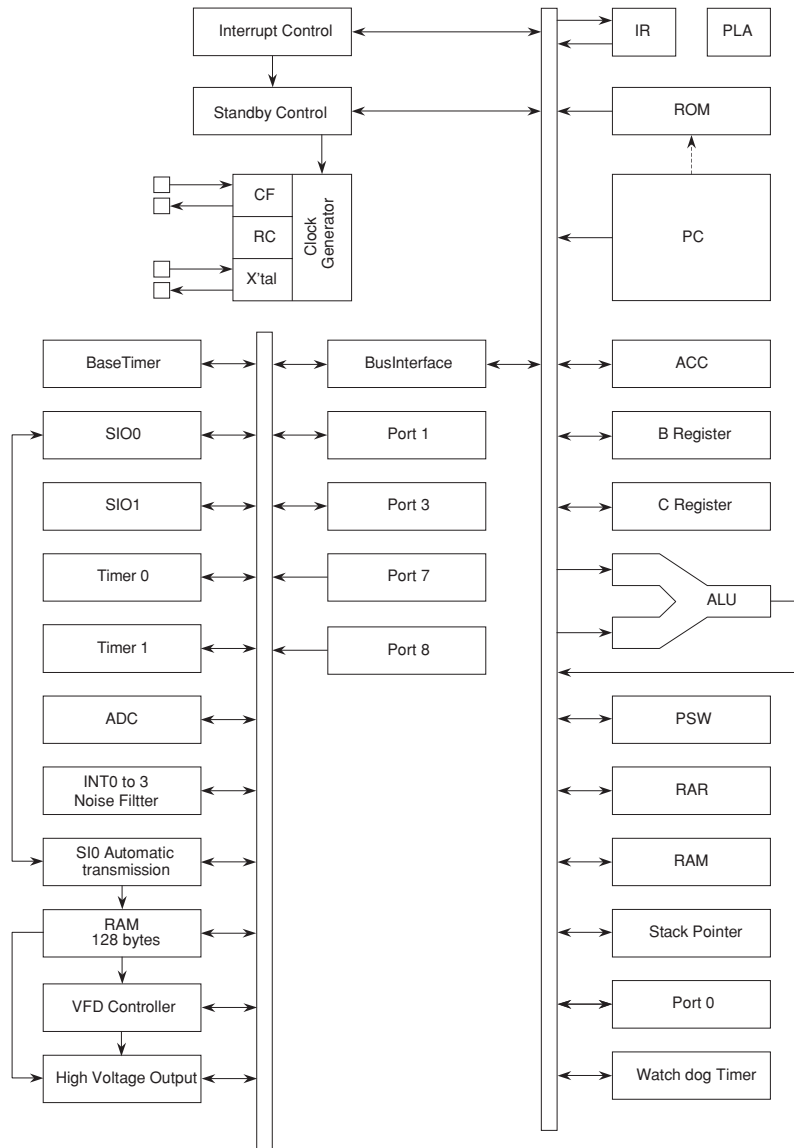 Interrupt Control
IR
PLA
Standby Control
ROM
CF
RC
X'tal
Clock
Generator
PC
BaseTimer
BusInterface
ACC
SIO0
Port 1
B Register
SIO1
Port 3
C Register
Timer 0
Port 7
ALU
Timer 1
Port 8
ADC
PSW
INT0 to 3
Noise Filtter
RAR
SI0 Automatic
transmission
RAM
RAM
128 bytes
Stack Pointer
VFD Controller
Port 0
High Voltage Output
Watch dog Timer